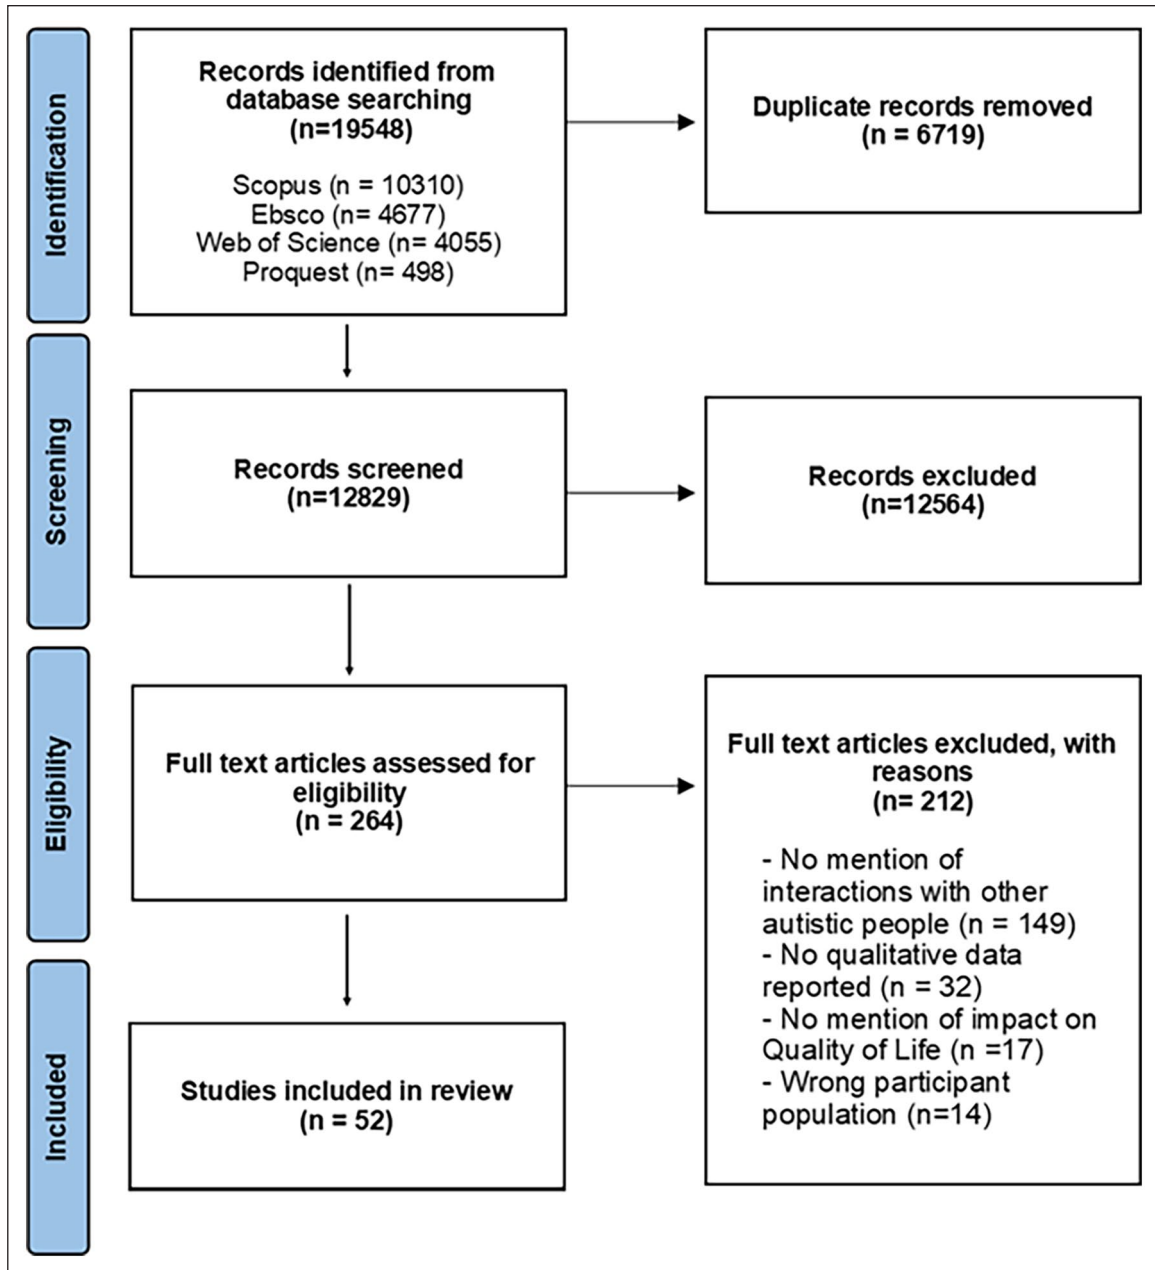 Identification
Records identified from
database searching
(n=19548)
Scopus (n = 10310)
Ebsco (n= 4677)
Web of Science (n= 4055)
Proquest (n= 498)
Duplicate records removed
(n = 6719)
Screening
Records screened
(n=12829)
Records excluded
(n=12564)
Eligibility
Full text articles assessed for
eligibility
(n = 264)
Full text articles excluded, with
reasons
(n= 212)
- No mention of
interactions with other
autistic people (n = 149)
- No qualitative data
reported (n = 32)
- No mention of impact on
Quality of Life (n =17)
- Wrong participant
population (n=14)
Included
Studies included in review
(n = 52)